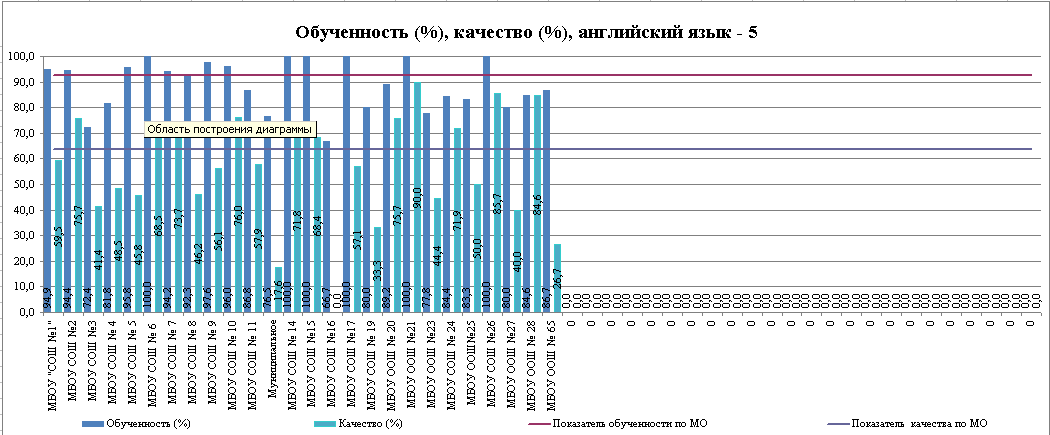 Обученность (%), качество (%), английский язык - 5
100,0
90,0
80,0
70,0
60,0
50,0
40,0
30,0
20,0
10,0
0,0
Область построения диаграммы
94,9
59,5
94,4
75,7
72,4
41,4
81,8
48,5
95,8
45,8
100,0
68,5
94,2
73,7
92,3
46,2
97,6
56,1
96,0
76,0
86,8
57,9
76,5
17,6
100,0
71,8
100,0
68,4
66,7
0,0
100,0
57,1
80,0
33,3
89,2
75,7
100,0
90,0
77,8
44,4
84,4
71,9
83,3
50,0
100,0
85,7
80,0
40,0
84,6
84,6
86,7
26,7
МБОУ "СОШ №1"
МБОУ СОШ №2
МБОУ СОШ №3
МБОУ СОШ № 4
МБОУ СОШ № 5
МБОУ СОШ № 6
МБОУ СОШ № 7
МБОУ СОШ № 8
МБОУ СОШ № 9
МБОУ СОШ № 10
МБОУ СОШ № 11
Муниципальное
МБОУ СОШ № 14
МБОУ СОШ №15
МБОУ СОШ №16
МБОУ СОШ №17
МБОУ СОШ № 19
МБОУ ООШ № 20
МБОУ ООШ №21
МБОУ ООШ №23
МБОУ ООШ № 24
МБОУ ООШ №25
МБОУ ООШ №26
МБОУ ООШ №27
МБОУ ООШ № 28
МБОУ ООШ № 65
Обученность (%)
Качество (%)
Показатель обученности по МО
Показатель качества по МО